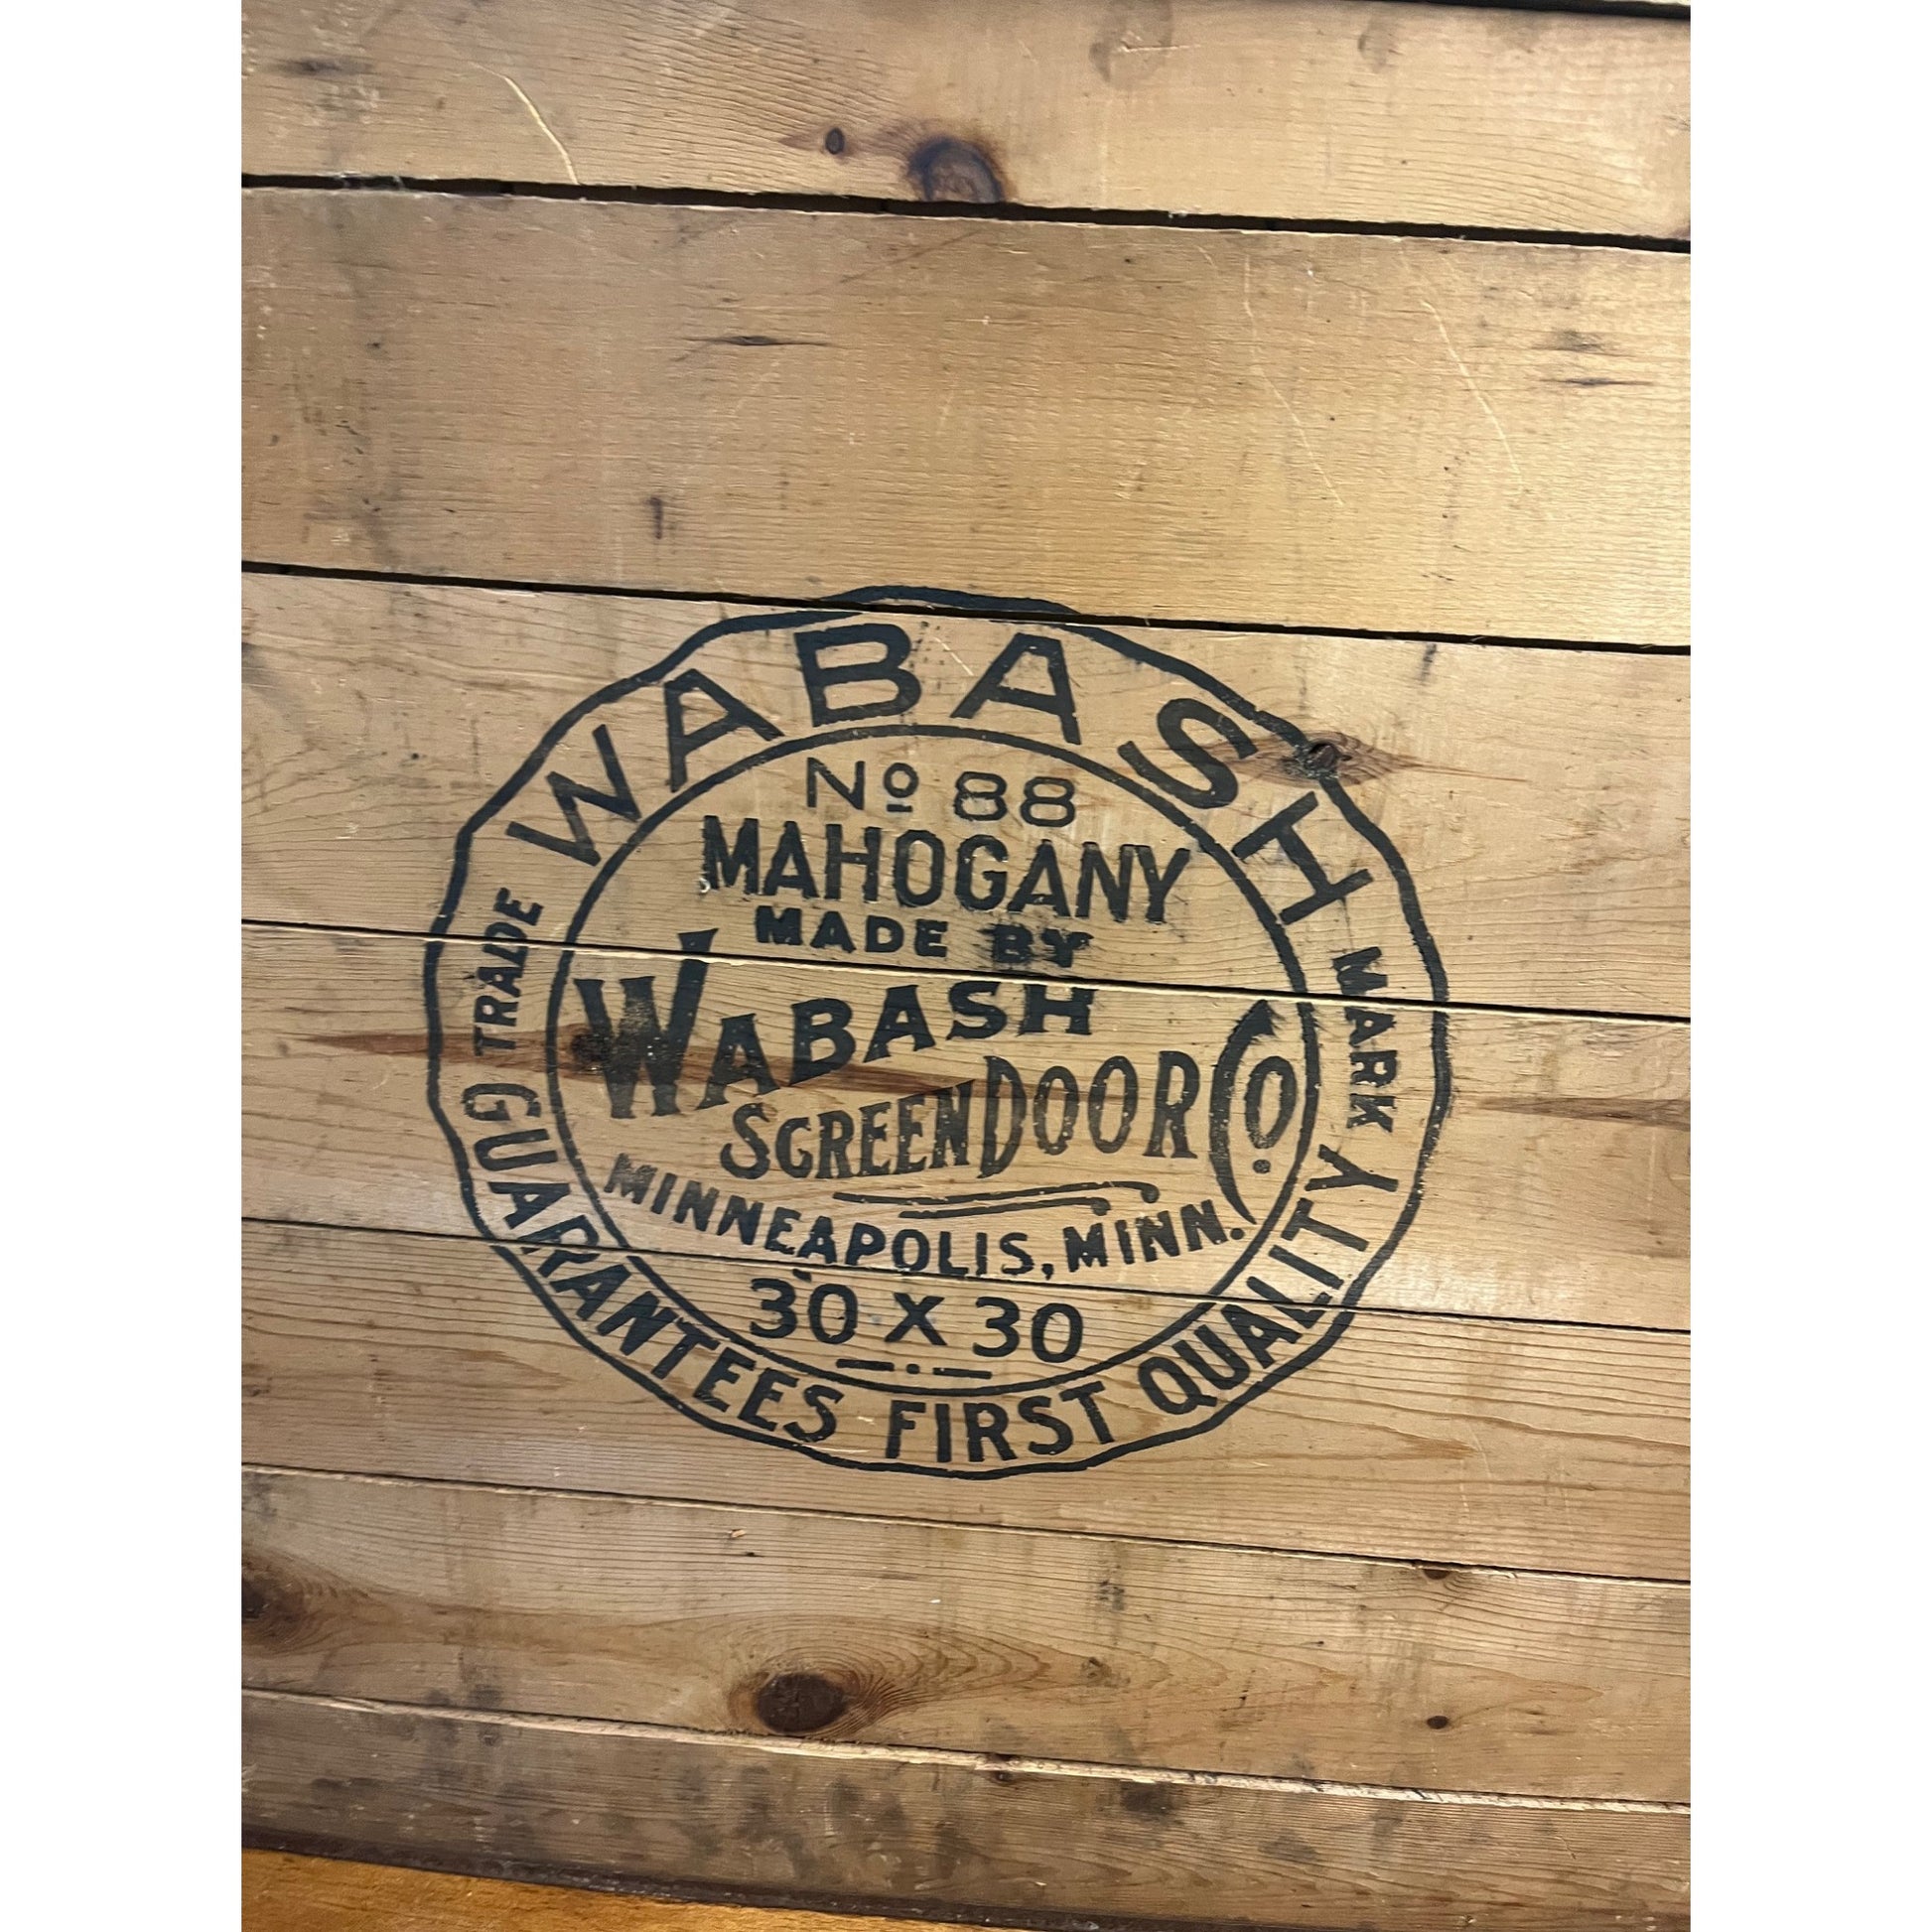 WABASH
TRADE MARK
Nº 88
MAHOGANY
MADE BY
WABASH
SCREEN DOOR CO.
MINNEAPOLIS, MINN.
30 X 30
GUARANTEES FIRST QUALITY